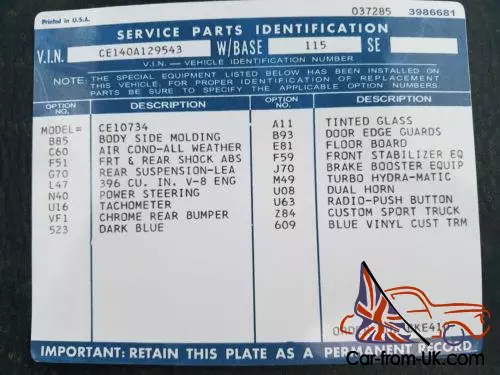 Printed in U.S.A.
037285 3986681
SERVICE PARTS IDENTIFICATION
V.I.N. CE140A129543 W/BASE 115 SE
V.I.N. – VEHICLE IDENTIFICATION NUMBER
NOTE: THE SPECIAL EQUIPMENT LISTED BELOW HAS BEEN INSTALLED ON
THIS VEHICLE FOR PROPER IDENTIFICATION OF REPLACEMENT
PARTS BE SURE TO SPECIFY THE APPLICABLE OPTION NO.
OPTION NO. DESCRIPTION OPTION NO. DESCRIPTION
MODEL= CE10734
B85 BODY SIDE MOLDING
C60 AIR COND-ALL WEATHER
F51 FRT & REAR SHOCK ABS
G70 REAR SUSPENSION-LEA
L47 396 CU. IN. V-8 ENG
N40 POWER STEERING
U16 TACHOMETER
VF1 CHROME REAR BUMPER
523 DARK BLUE
A11 TINTED GLASS
B93 DOOR EDGE GUARDS
E81 FLOOR BOARD
F59 FRONT STABILIZER EQ
J70 BRAKE BOOSTER EQUIP
M49 TURBO HYDRA-MATIC
U08 DUAL HORN
U63 RADIO-PUSH BUTTON
Z84 CUSTOM SPORT TRUCK
609 BLUE VINYL CUST TRM
IMPORTANT: RETAIN THIS PLATE AS A PERMANENT RECORD
Car-from-UK.com